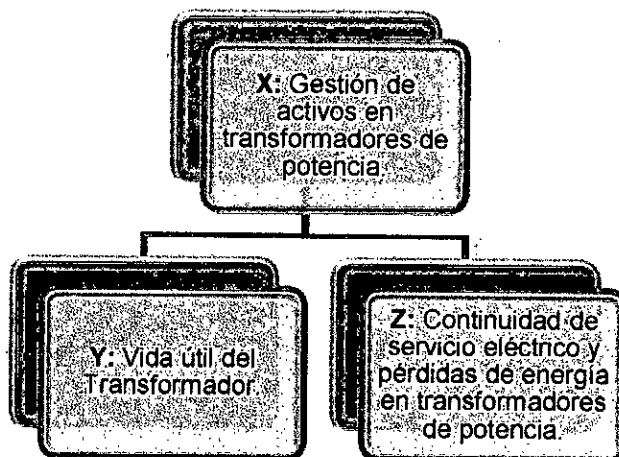 X: Gestión de
activos en
transformadores de
potencia.
Y: Vida útil del
Transformador.
Z: Continuidad de
servicio eléctrico y
pérdidas de energía
en transformadores
de potencia.